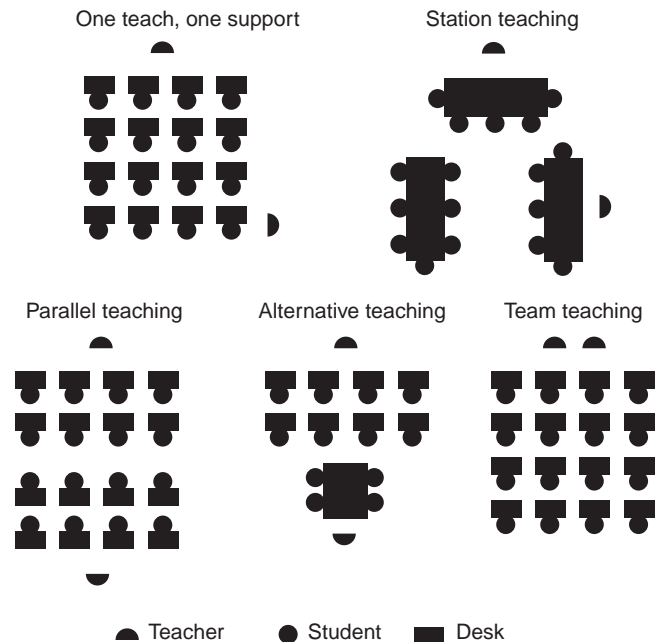 One teach, one support
Station teaching
Parallel teaching
Alternative teaching
Team teaching
Teacher
Student
Desk